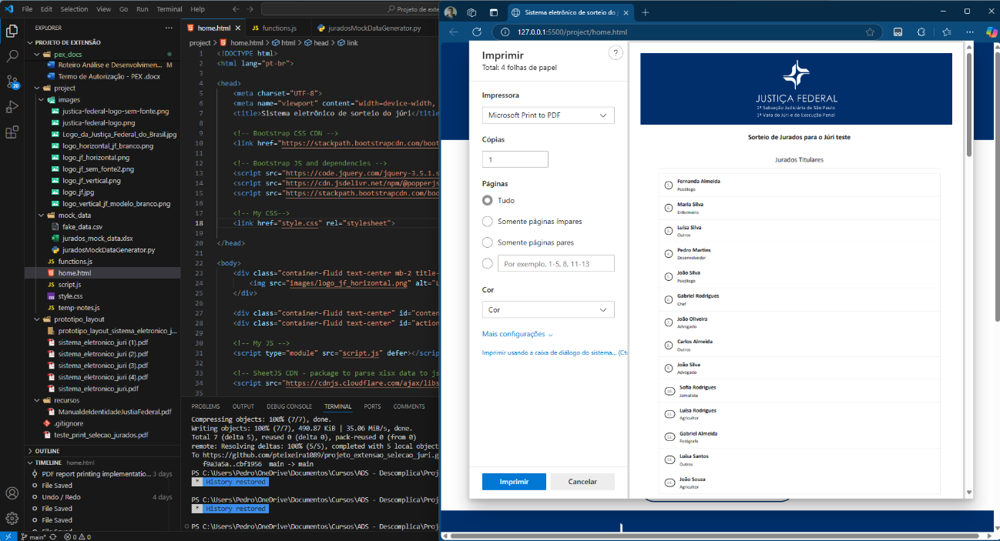 File Edit Selection View Go Run Terminal Help
Projeto de exte
EXPLORER
PROJETO DE EXTENSÃO
pex_docs
Roteiro Análise e Desenvolvimen... M
Termo de Autorização - PEX .docx
project
images
justica-federal-logo-sem-fonte.png
justica-federal-logo.png
Logo_da_Justiça_Federal_do_Brasil.jpg
logo_horizontal_jf_branco.png
logo_jf_horizontal.png
logo_jf_sem_fonte2.png
logo_jf_vertical.png
logo_jf.jpg
logo_vertical_jf_modelo_branco.png
mock_data
fake_data.csv
jurados_mock_data.xlsx
juradosMockDataGenerator.py
JS functions.js
home.html
JS script.js
style.css
JS temp-notes.js
prototipo_layout
prototipo_layout_sistema_eletronico_j...
sistema_eletronico_juri (1).pdf
sistema_eletronico_juri (2).pdf
sistema_eletronico_juri (3).pdf
sistema_eletronico_juri (4).pdf
sistema_eletronico_juri.pdf
recursos
ManualdeIdentidadeJustiaFederal.pdf
.gitignore
teste_print_selecao_jurados.pdf
OUTLINE
TIMELINE home.html
PDF report printing implementatio... 3 days
File Saved
Undo / Redo 4 days
File Saved
File Saved
20
main*
0 0
home.html
JS functions.js
juradosMockDataGenerator.py
project > home.html > html > head > link
1 <!DOCTYPE html>
2 <html lang="pt-br">
3
4 <head>
5 <meta charset="UTF-8">
6 <meta name="viewport" content="width=device-width,
7 <title>Sistema eletrônico de sorteio do júri</title
8
9 <!-- Bootstrap CSS CDN -->
10 <link href="https://stackpath.bootstrapcdn.com/boot
11
12 <!-- Bootstrap JS and dependencies -->
13 <script src="https://code.jquery.com/jquery-3.5.1.s
14 <script src="https://cdn.jsdelivr.net/npm/@popperjs
15 <script src="https://stackpath.bootstrapcdn.com/boo
16
17 <!-- My CSS-->
18 <link href="style.css" rel="stylesheet">
19
20 </head>
21
22 <body>
23 <div class="container-fluid text-center mb-2 title-
24 <img src="images/logo_jf_horizontal.png" alt="L
25 </div>
26
27 <div class="container-fluid text-center" id="conten
28 <div class="container-fluid text-center" id="action
29
30 <!-- My JS -->
31 <script type="module" src="script.js" defer></scrip
32
33 <!-- SheetJS CDN - package to parse xlsx data to js
34 <script src="https://cdnjs.cloudflare.com/ajax/libs
35
PROBLEMS OUTPUT DEBUG CONSOLE TERMINAL PORTS COMMENTS
Compressing objects: 100% (7/7), done.
Writing objects: 100% (7/7), 490.87 KiB | 35.06 MiB/s, done.
Total 7 (delta 5), reused 0 (delta 0), pack-reused 0 (from 0)
remote: Resolving deltas: 100% (5/5), completed with 5 local object
To https://github.com/pteixeira1089/projeto_extensao_selecao_juri.g
f9a3a5a..cbf1956 main -> main
PS C:\Users\Pedro\OneDrive\Documentos\Cursos\ADS - Descomplica\Proj
* History restored
PS C:\Users\Pedro\OneDrive\Documentos\Cursos\ADS - Descomplica\Proj
* History restored
PS C:\Users\Pedro\OneDrive\Documentos\Cursos\ADS - Descomplica\Proj
Sistema eletrônico de sorteio do j
127.0.0.1:5500/project/home.html
Imprimir
?
Total: 4 folhas de papel
Impressora
Microsoft Print to PDF
Cópias
1
Páginas
Tudo
Somente páginas ímpares
Somente páginas pares
Por exemplo, 1-5, 8, 11-13
Cor
Cor
Mais configurações
Imprimir usando a caixa de diálogo do sistema... (Ctr
Imprimir
Cancelar
JUSTIÇA FEDERAL
1ª Subseção Judiciária de São Paulo
1ª Vara do Júri e de Execução Penal
Sorteio de Jurados para o Júri teste
Jurados Titulares
1. Fernanda Almeida
Psicólogo
2. Maria Silva
Enfermeiro
3. Luisa Silva
Outros
4. Pedro Martins
Desenvolvedor
5. João Silva
Psicólogo
6. Gabriel Rodrigues
Chef
7. João Oliveira
Advogado
8. Carlos Almeida
Outros
9. João Silva
Advogado
10. Sofia Rodrigues
Jornalista
11. Luisa Rodrigues
Agricultor
12. Gabriel Almeida
Fotógrafo
13. Luisa Santos
Outros
14. João Souza
Agricultor